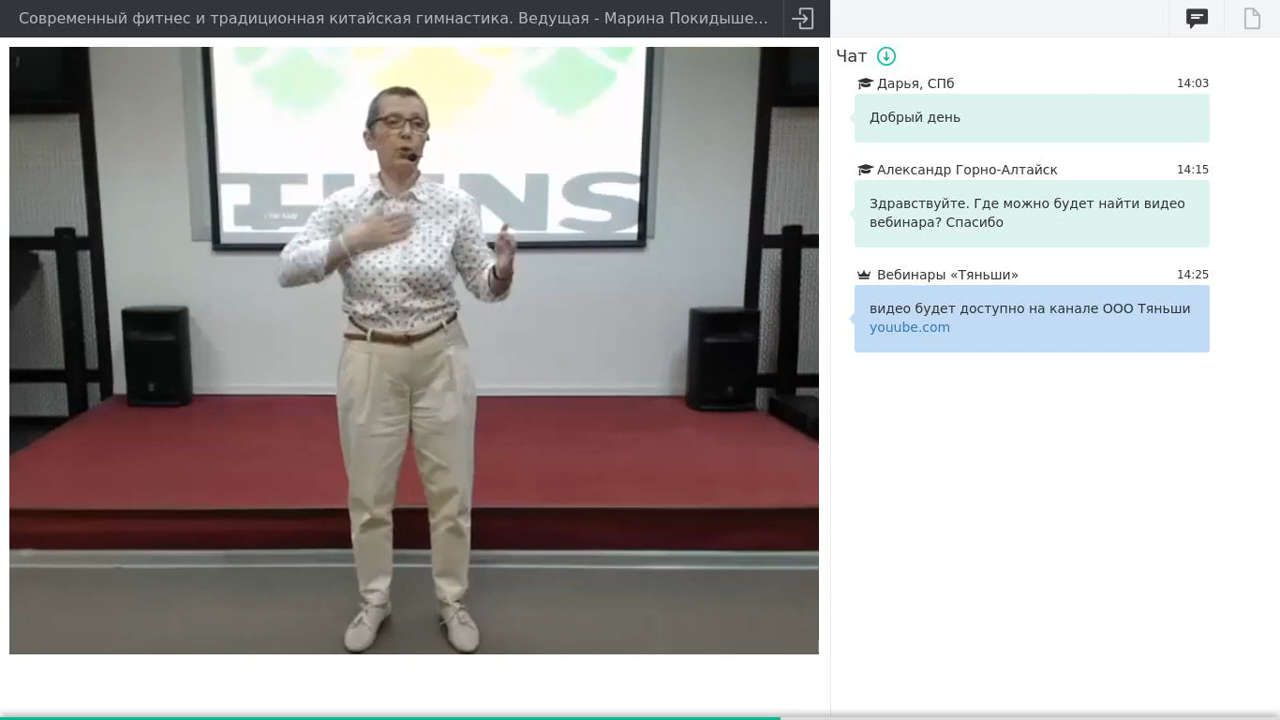 Современный фитнес и традиционная китайская гимнастика. Ведущая - Марина Покидыше...
Чат
Дарья, СПб 14:03
Добрый день
Александр Горно-Алтайск 14:15
Здравствуйте. Где можно будет найти видео
вебинара? Спасибо
Вебинары «Тяньши» 14:25
видео будет доступно на канале ООО Тяньши
youube.com